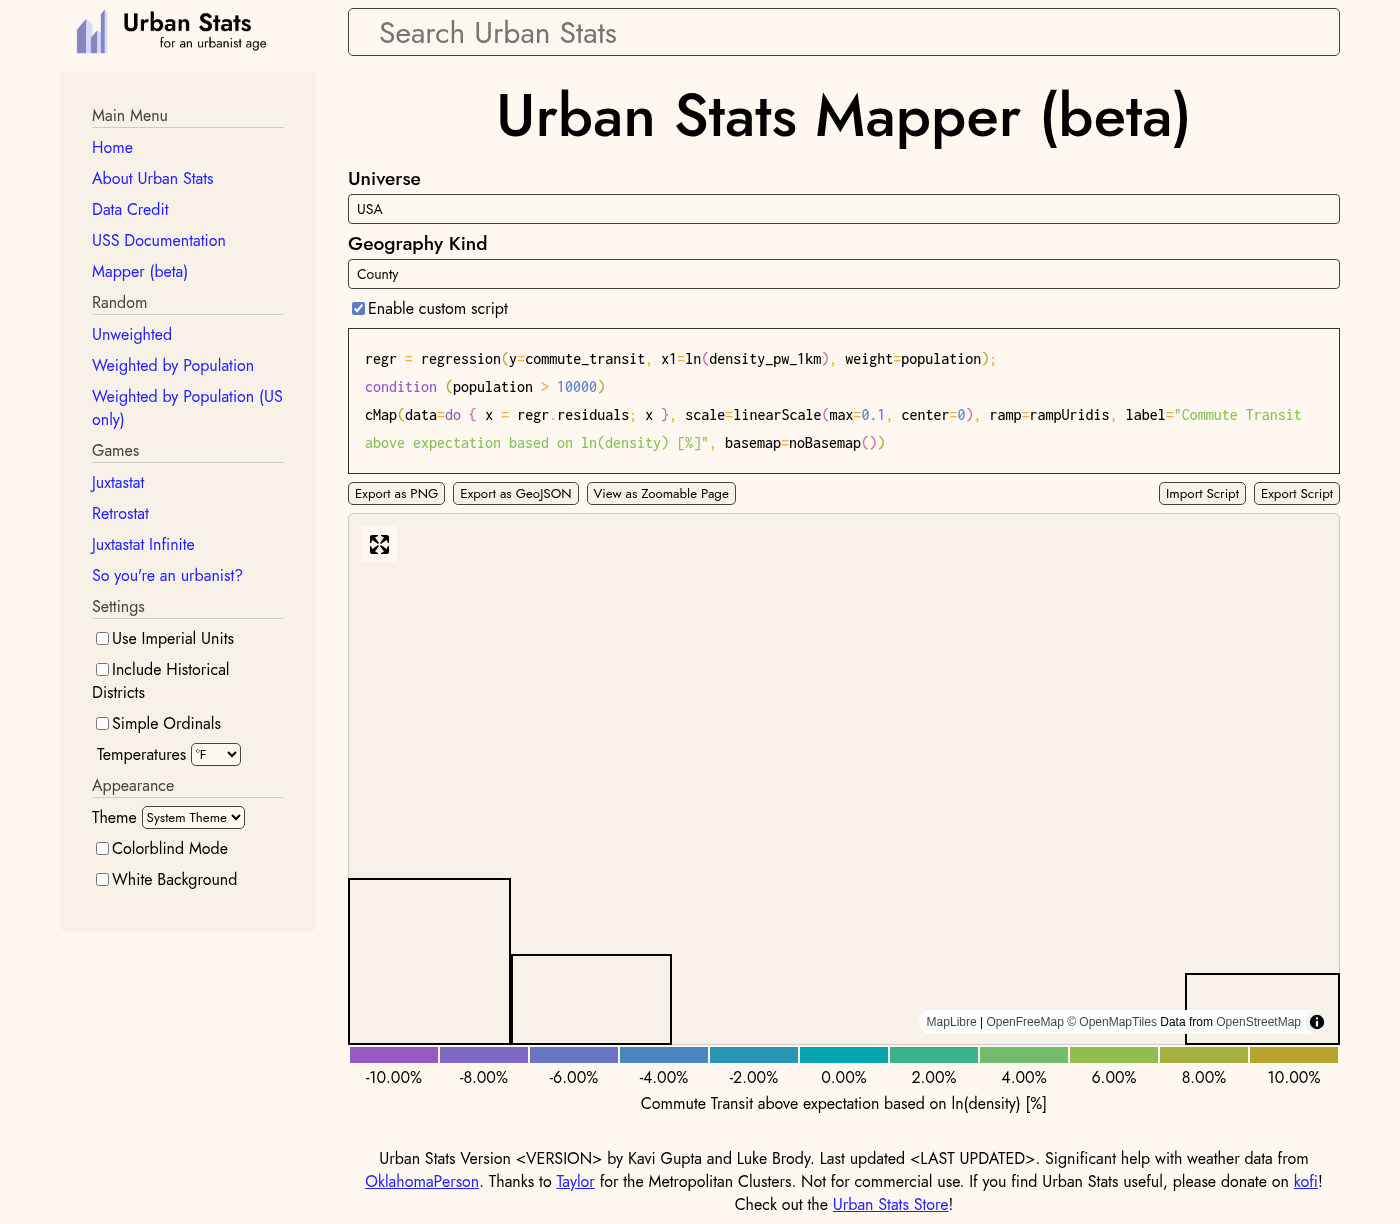 Urban Stats
for an urbanist age
Search Urban Stats
Main Menu
Home
About Urban Stats
Data Credit
USS Documentation
Mapper (beta)
Random
Unweighted
Weighted by Population
Weighted by Population (US
only)
Games
Juxtastat
Retrostat
Juxtastat Infinite
So you're an urbanist?
Settings
Use Imperial Units
Include Historical
Districts
Simple Ordinals
Temperatures °F
Appearance
Theme System Theme
Colorblind Mode
White Background
Urban Stats Mapper (beta)
Universe
USA
Geography Kind
County
Enable custom script
regr = regression(y=commute_transit, x1=ln(density_pw_1km), weight=population);
condition (population > 10000)
cMap(data=do { x = regr.residuals; x }, scale=linearScale(max=0.1, center=0), ramp=rampUridis, label="Commute Transit
above expectation based on ln(density) [%]", basemap=noBasemap())
Export as PNG Export as GeoJSON View as Zoomable Page Import Script Export Script
MapLibre | OpenFreeMap © OpenMapTiles Data from OpenStreetMap
-10.00% -8.00% -6.00% -4.00% -2.00% 0.00% 2.00% 4.00% 6.00% 8.00% 10.00%
Commute Transit above expectation based on ln(density) [%]
Urban Stats Version <VERSION> by Kavi Gupta and Luke Brody. Last updated <LAST UPDATED>. Significant help with weather data from
OklahomaPerson. Thanks to Taylor for the Metropolitan Clusters. Not for commercial use. If you find Urban Stats useful, please donate on kofi!
Check out the Urban Stats Store!